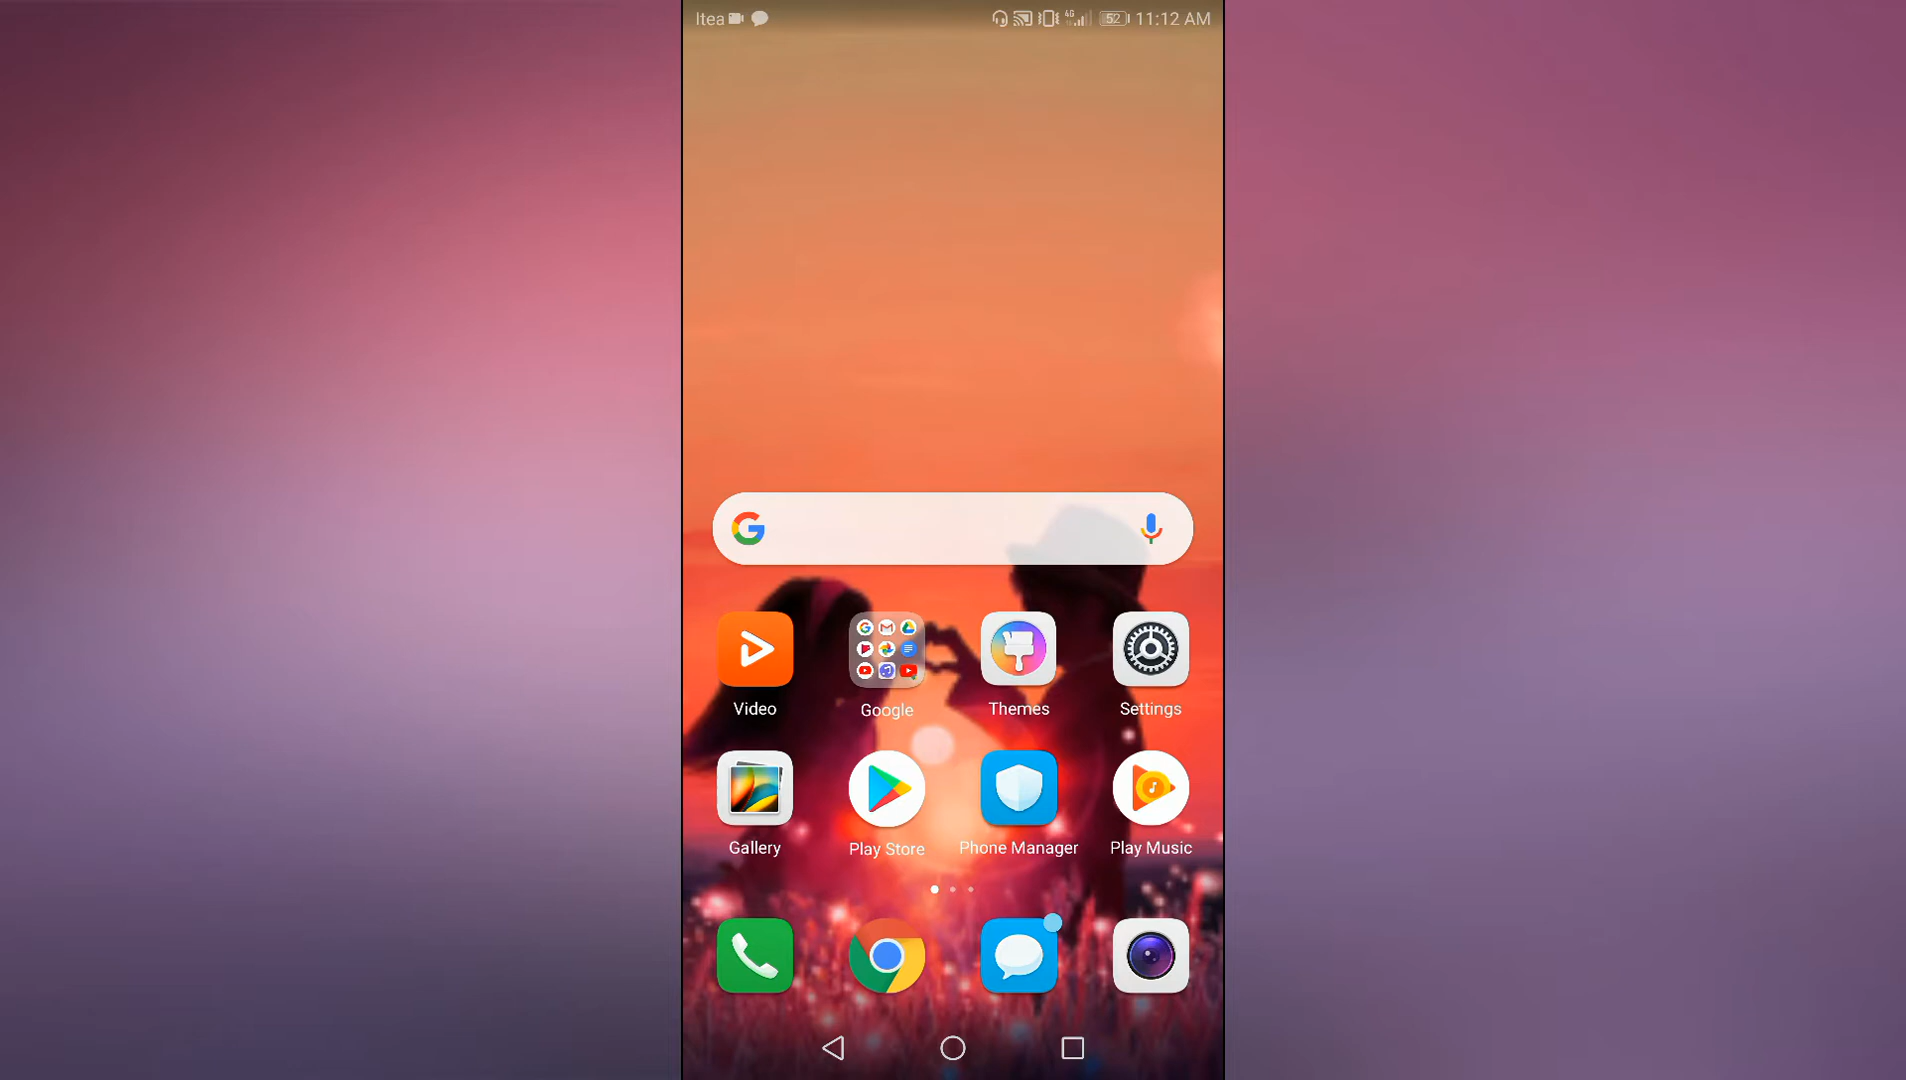 Itea 52 11:12 AM
Video Google Themes Settings
Gallery Play Store Phone Manager Play Music